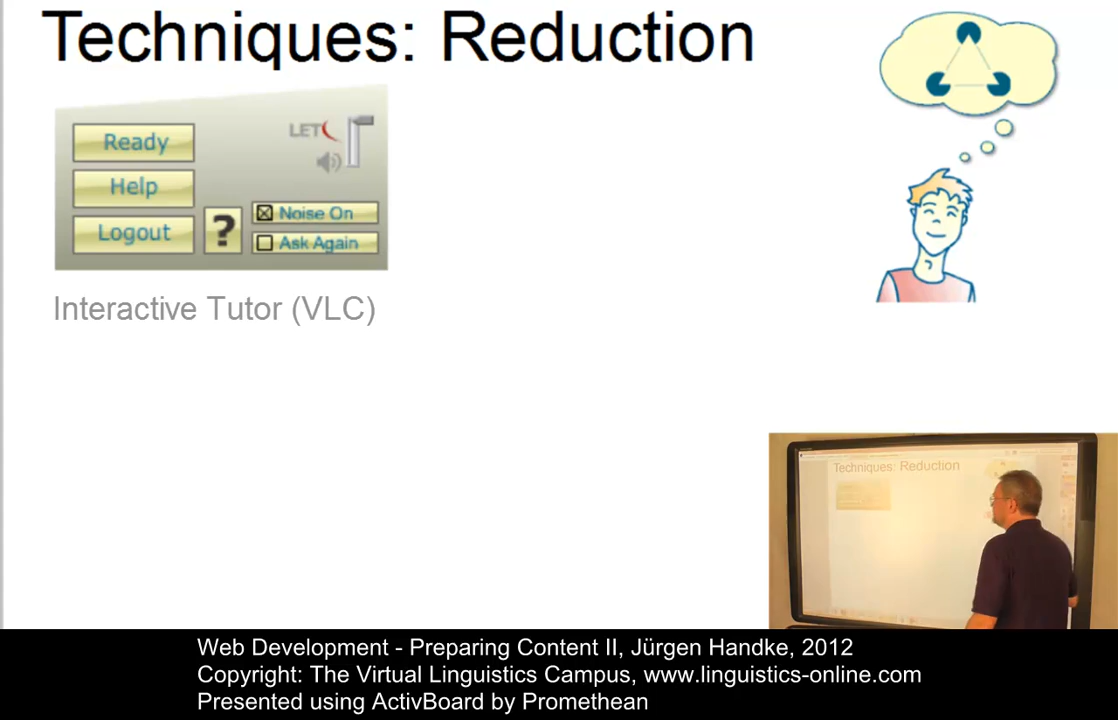 Techniques: Reduction
Ready
Help
Logout
?
LET
Noise On
Ask Again
Interactive Tutor (VLC)
Techniques: Reduction
Web Development - Preparing Content II, Jürgen Handke, 2012
Copyright: The Virtual Linguistics Campus, www.linguistics-online.com
Presented using ActivBoard by Promethean